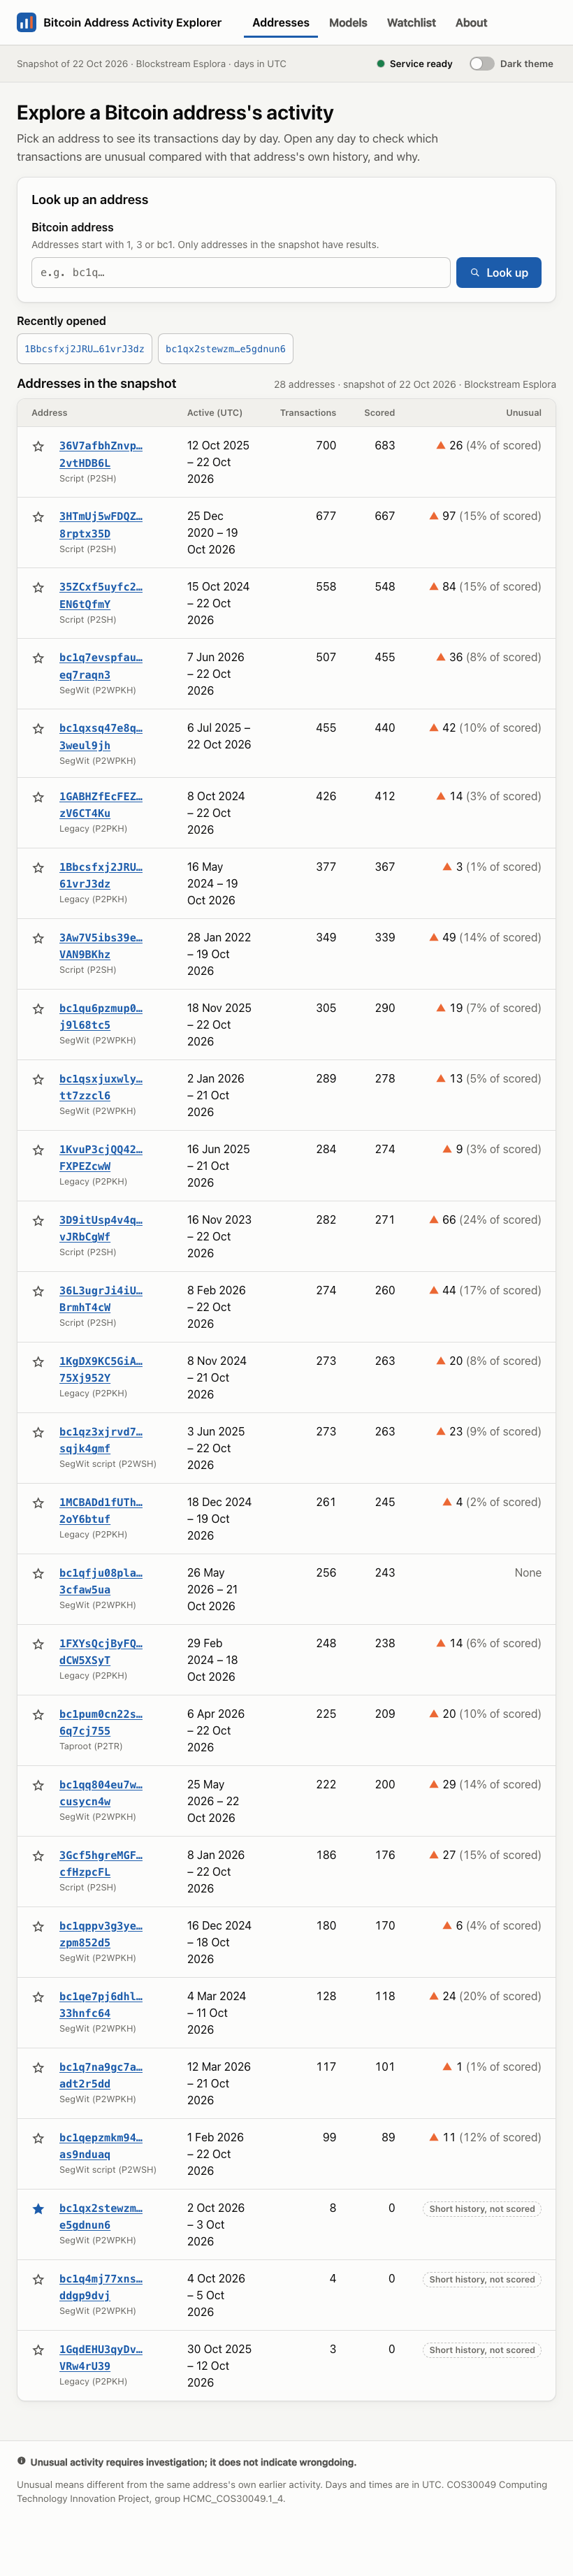 Bitcoin Address Activity Explorer Addresses Models Watchlist About
Snapshot of 22 Oct 2026 · Blockstream Esplora · days in UTC Service ready Dark theme
Explore a Bitcoin address's activity
Pick an address to see its transactions day by day. Open any day to check which
transactions are unusual compared with that address's own history, and why.
Look up an address
Bitcoin address
Addresses start with 1, 3 or bc1. Only addresses in the snapshot have results.
e.g. bc1q… Look up
Recently opened
1Bbcsfxj2JRU…61vrJ3dz bc1qx2stewzm…e5gdnun6
Addresses in the snapshot 28 addresses · snapshot of 22 Oct 2026 · Blockstream Esplora
Address Active (UTC) Transactions Scored Unusual
36V7afbhZnvp… 12 Oct 2025 700 683 26 (4% of scored)
2vtHDB6L – 22 Oct
Script (P2SH) 2026
3HTmUj5wFDQZ… 25 Dec 677 667 97 (15% of scored)
8rptx35D 2020 – 19
Script (P2SH) Oct 2026
35ZCxf5uyfc2… 15 Oct 2024 558 548 84 (15% of scored)
EN6tQfmY – 22 Oct
Script (P2SH) 2026
bc1q7evspfau… 7 Jun 2026 507 455 36 (8% of scored)
eq7raqn3 – 22 Oct
SegWit (P2WPKH) 2026
bc1qxsq47e8q… 6 Jul 2025 – 455 440 42 (10% of scored)
3weul9jh 22 Oct 2026
SegWit (P2WPKH)
1GABHZfEcFEZ… 8 Oct 2024 426 412 14 (3% of scored)
zV6CT4Ku – 22 Oct
Legacy (P2PKH) 2026
1Bbcsfxj2JRU… 16 May 377 367 3 (1% of scored)
61vrJ3dz 2024 – 19
Legacy (P2PKH) Oct 2026
3Aw7V5ibs39e… 28 Jan 2022 349 339 49 (14% of scored)
VAN9BKhz – 19 Oct
Script (P2SH) 2026
bc1qu6pzmup0… 18 Nov 2025 305 290 19 (7% of scored)
j9l68tc5 – 22 Oct
SegWit (P2WPKH) 2026
bc1qsxjuxwly… 2 Jan 2026 289 278 13 (5% of scored)
tt7zzcl6 – 21 Oct
SegWit (P2WPKH) 2026
1KvuP3cjQQ42… 16 Jun 2025 284 274 9 (3% of scored)
FXPEZcwW – 21 Oct
Legacy (P2PKH) 2026
3D9itUsp4v4q… 16 Nov 2023 282 271 66 (24% of scored)
vJRbCgWf – 22 Oct
Script (P2SH) 2026
36L3ugrJi4iU… 8 Feb 2026 274 260 44 (17% of scored)
BrmhT4cW – 22 Oct
Script (P2SH) 2026
1KgDX9KC5GiA… 8 Nov 2024 273 263 20 (8% of scored)
75Xj952Y – 21 Oct
Legacy (P2PKH) 2026
bc1qz3xjrvd7… 3 Jun 2025 273 263 23 (9% of scored)
sqjk4gmf – 22 Oct
SegWit script (P2WSH) 2026
1MCBADd1fUTh… 18 Dec 2024 261 245 4 (2% of scored)
2oY6btuf – 19 Oct
Legacy (P2PKH) 2026
bc1qfju08pla… 26 May 256 243 None
3cfaw5ua 2026 – 21
SegWit (P2WPKH) Oct 2026
1FXYsQcjByFQ… 29 Feb 248 238 14 (6% of scored)
dCW5XSyT 2024 – 18
Legacy (P2PKH) Oct 2026
bc1pum0cn22s… 6 Apr 2026 225 209 20 (10% of scored)
6q7cj755 – 22 Oct
Taproot (P2TR) 2026
bc1qq804eu7w… 25 May 222 200 29 (14% of scored)
cusycn4w 2026 – 22
SegWit (P2WPKH) Oct 2026
3Gcf5hgreMGF… 8 Jan 2026 186 176 27 (15% of scored)
cfHzpcFL – 22 Oct
Script (P2SH) 2026
bc1qppv3g3ye… 16 Dec 2024 180 170 6 (4% of scored)
zpm852d5 – 18 Oct
SegWit (P2WPKH) 2026
bc1qe7pj6dhl… 4 Mar 2024 128 118 24 (20% of scored)
33hnfc64 – 11 Oct
SegWit (P2WPKH) 2026
bc1q7na9gc7a… 12 Mar 2026 117 101 1 (1% of scored)
adt2r5dd – 21 Oct
SegWit (P2WPKH) 2026
bc1qepzmkm94… 1 Feb 2026 99 89 11 (12% of scored)
as9nduaq – 22 Oct
SegWit script (P2WSH) 2026
bc1qx2stewzm… 2 Oct 2026 8 0 Short history, not scored
e5gdnun6 – 3 Oct
SegWit (P2WPKH) 2026
bc1q4mj77xns… 4 Oct 2026 4 0 Short history, not scored
ddgp9dvj – 5 Oct
SegWit (P2WPKH) 2026
1GqdEHU3qyDv… 30 Oct 2025 3 0 Short history, not scored
VRw4rU39 – 12 Oct
Legacy (P2PKH) 2026
Unusual activity requires investigation; it does not indicate wrongdoing.
Unusual means different from the same address's own earlier activity. Days and times are in UTC. COS30049 Computing
Technology Innovation Project, group HCMC_COS30049.1_4.